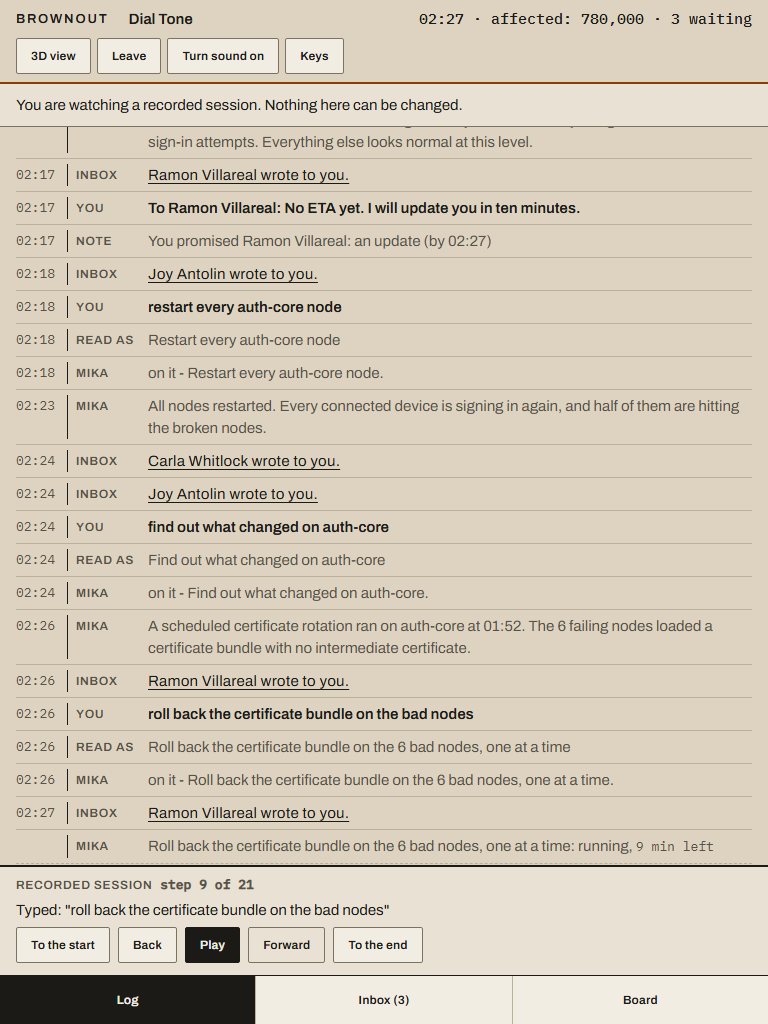 BROWNOUT Dial Tone 02:27 · affected: 780,000 · 3 waiting
3D view Leave Turn sound on Keys
You are watching a recorded session. Nothing here can be changed.
sign-in attempts. Everything else looks normal at this level.
02:17 INBOX Ramon Villareal wrote to you.
02:17 YOU To Ramon Villareal: No ETA yet. I will update you in ten minutes.
02:17 NOTE You promised Ramon Villareal: an update (by 02:27)
02:18 INBOX Joy Antolin wrote to you.
02:18 YOU restart every auth-core node
02:18 READ AS Restart every auth-core node
02:18 MIKA on it - Restart every auth-core node.
02:23 MIKA All nodes restarted. Every connected device is signing in again, and half of them are hitting
the broken nodes.
02:24 INBOX Carla Whitlock wrote to you.
02:24 INBOX Joy Antolin wrote to you.
02:24 YOU find out what changed on auth-core
02:24 READ AS Find out what changed on auth-core
02:24 MIKA on it - Find out what changed on auth-core.
02:26 MIKA A scheduled certificate rotation ran on auth-core at 01:52. The 6 failing nodes loaded a
certificate bundle with no intermediate certificate.
02:26 INBOX Ramon Villareal wrote to you.
02:26 YOU roll back the certificate bundle on the bad nodes
02:26 READ AS Roll back the certificate bundle on the 6 bad nodes, one at a time
02:26 MIKA on it - Roll back the certificate bundle on the 6 bad nodes, one at a time.
02:27 INBOX Ramon Villareal wrote to you.
MIKA Roll back the certificate bundle on the 6 bad nodes, one at a time: running, 9 min left
RECORDED SESSION step 9 of 21
Typed: "roll back the certificate bundle on the bad nodes"
To the start Back Play Forward To the end
Log Inbox (3) Board